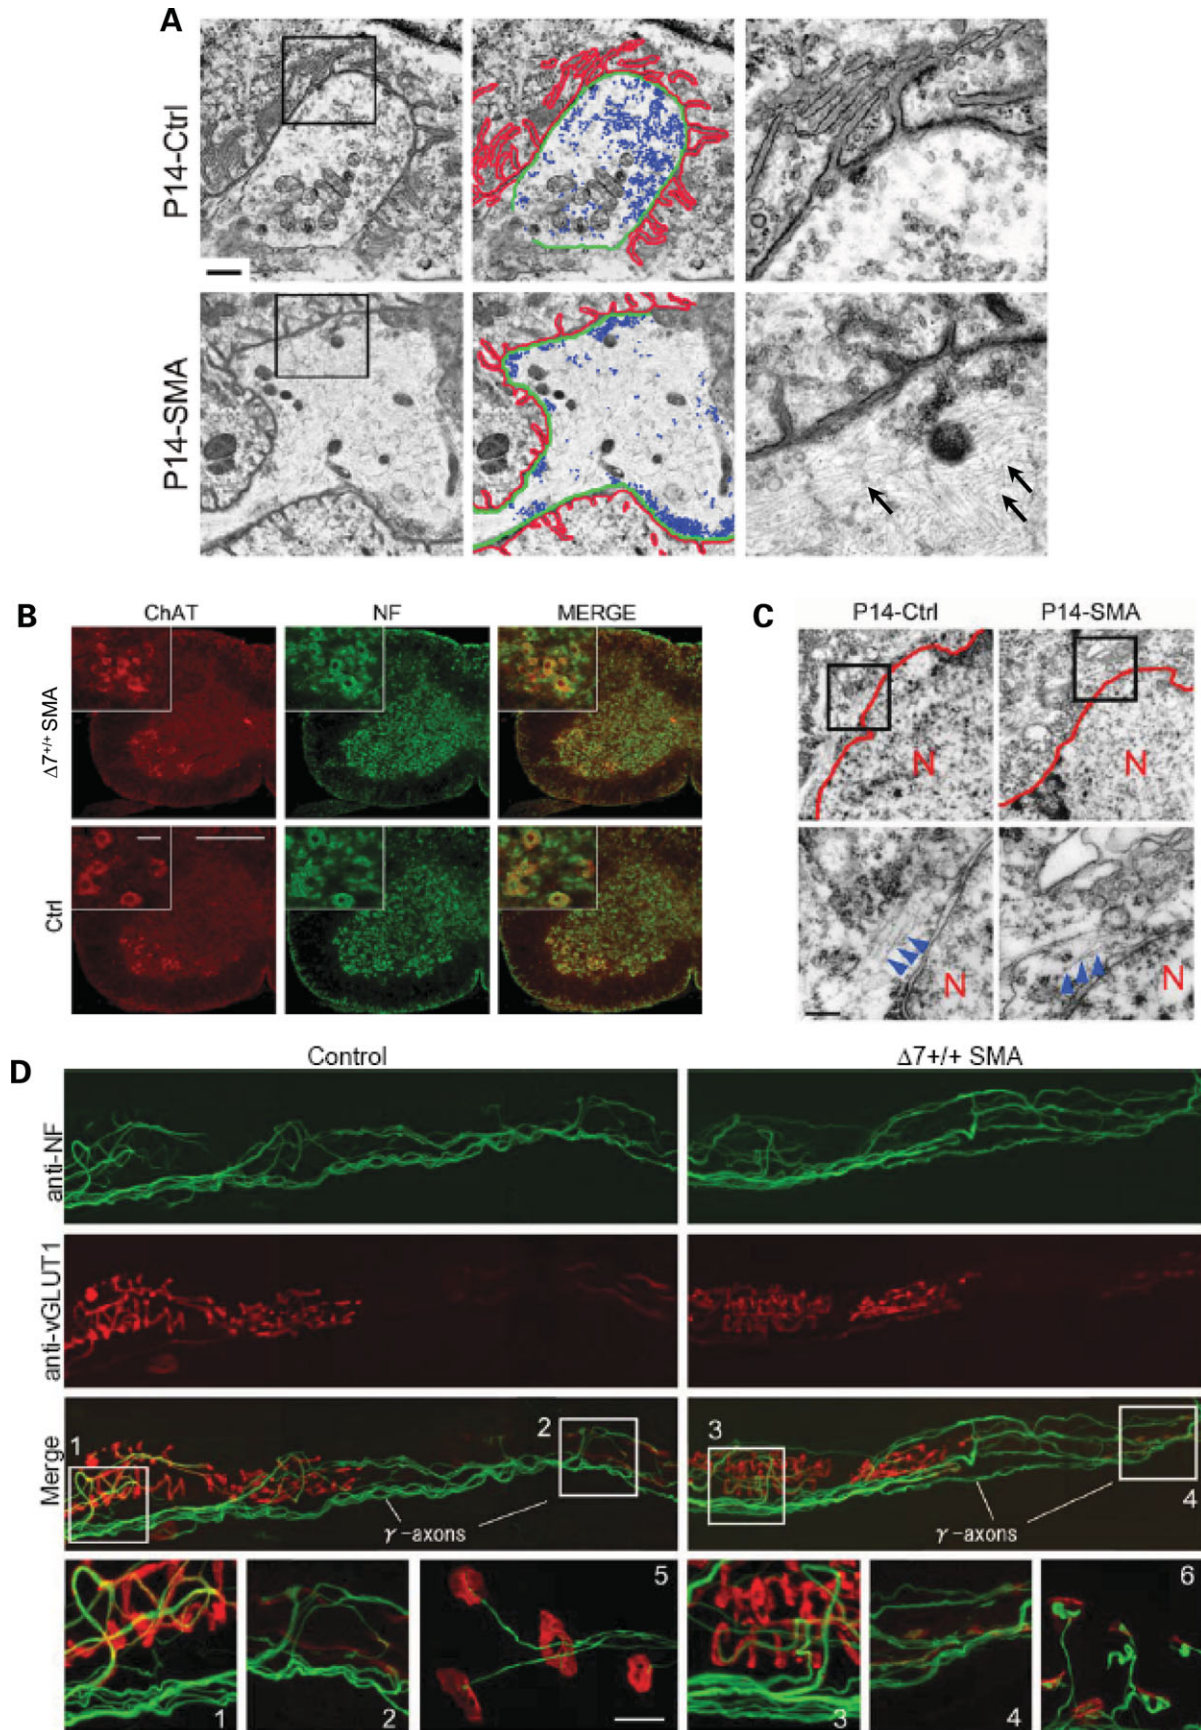 A
P14-Ctrl
P14-SMA
B
ChAT
NF
MERGE
Δ7+/+ SMA
Ctrl
C
P14-Ctrl
P14-SMA
N
N
N
N
D
Control
Δ7+/+ SMA
anti-NF
anti-vGLUT1
Merge
1
2
γ-axons
3
4
γ-axons
1
2
5
3
4
6